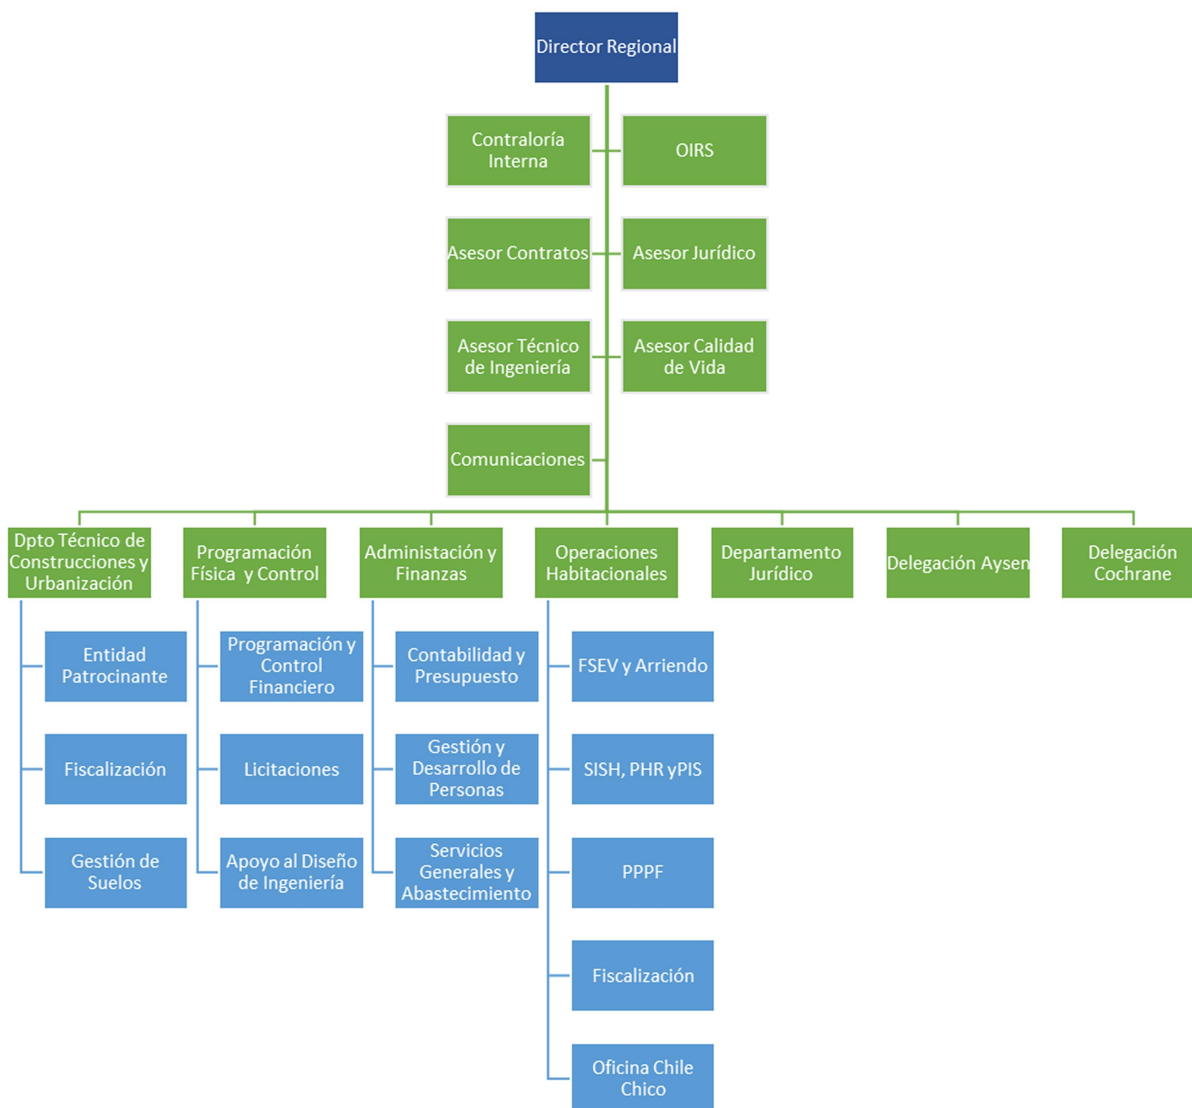 Director Regional
Contraloría
Interna
OIRS
Asesor Contratos
Asesor Jurídico
Asesor Técnico
de Ingeniería
Asesor Calidad
de Vida
Comunicaciones
Dpto Técnico de
Construcciones y
Urbanización
Programación
Física y Control
Administación y
Finanzas
Operaciones
Habitacionales
Departamento
Jurídico
Delegación Aysen
Delegación
Cochrane
Entidad
Patrocinante
Fiscalización
Gestión de
Suelos
Programación y
Control
Financiero
Licitaciones
Apoyo al Diseño
de Ingeniería
Contabilidad y
Presupuesto
Gestión y
Desarrollo de
Personas
Servicios
Generales y
Abastecimiento
FSEV y Arriendo
SISH, PHR yPIS
PPPF
Fiscalización
Oficina Chile
Chico